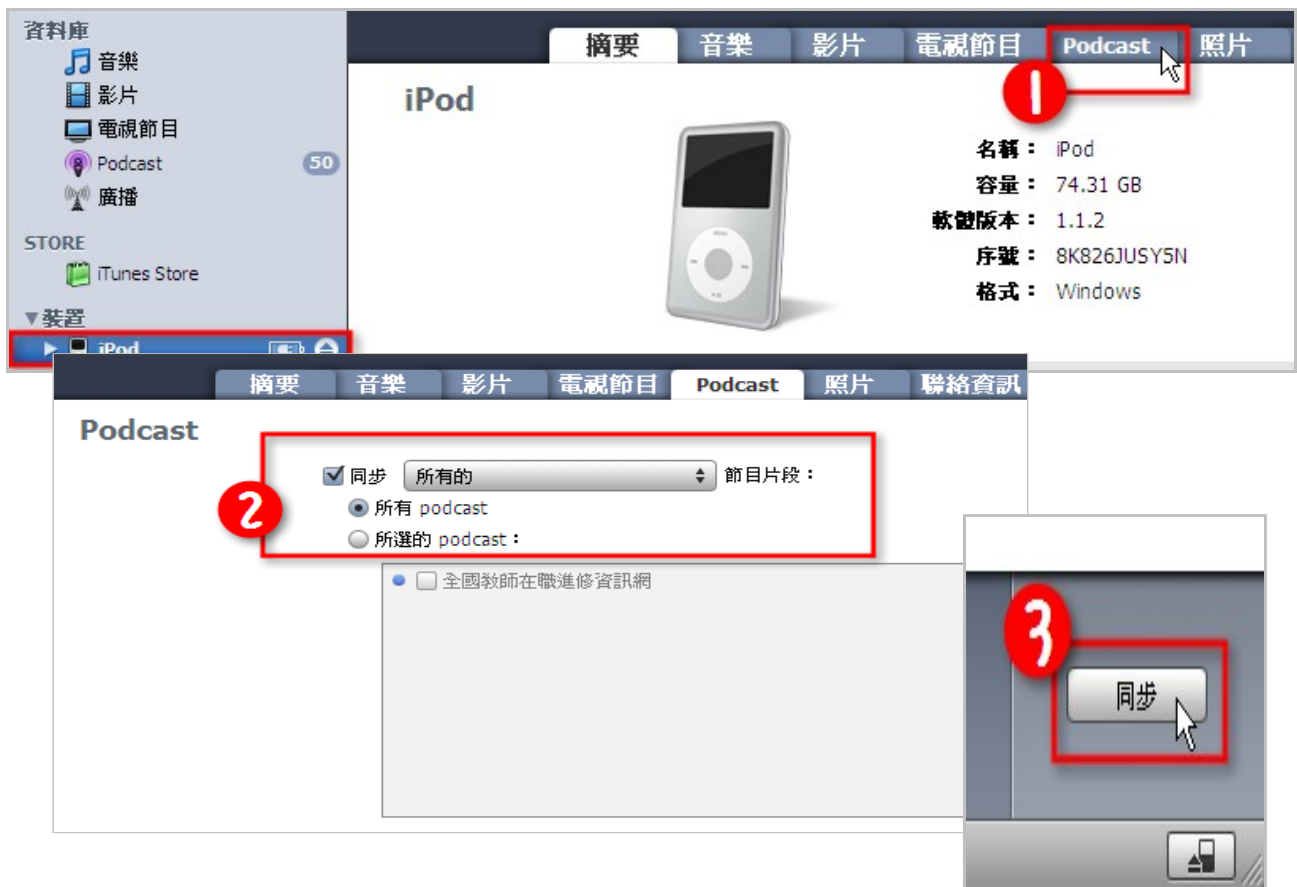 資料庫
音樂
影片
電視節目
Podcast 50
廣播
STORE
iTunes Store
裝置
iPod
摘要 音樂 影片 電視節目 Podcast 照片
1
iPod
名稱： iPod
容量： 74.31 GB
軟體版本： 1.1.2
序號： 8K826JUSY5N
格式： Windows
摘要 音樂 影片 電視節目 Podcast 照片 聯絡資訊
Podcast
2
同步 所有的 節目片段：
所有 podcast
所選的 podcast：
全國教師在職進修資訊網
3
同步